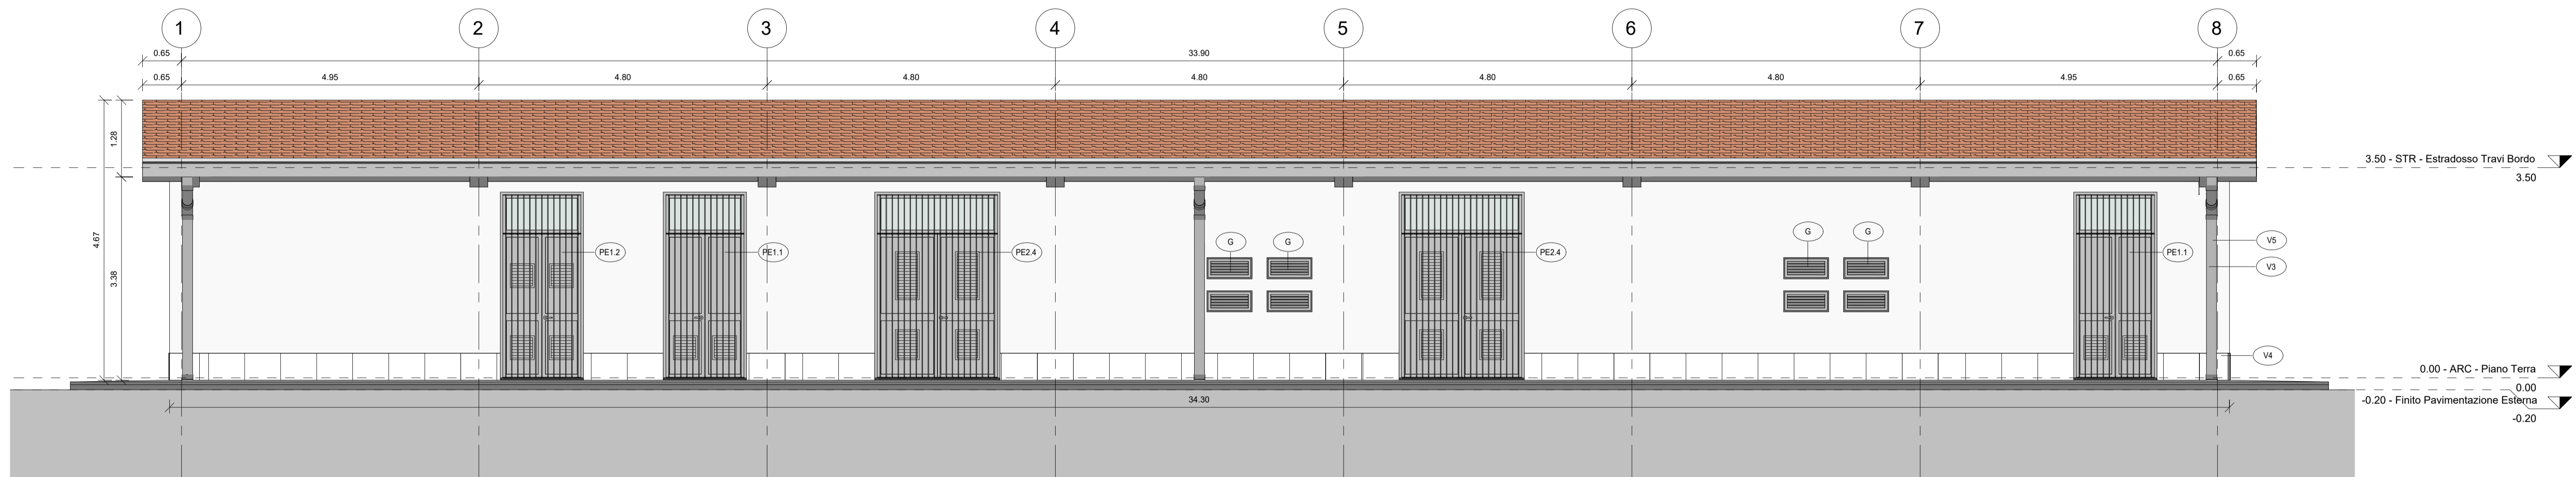 1 2 3 4 5 6 7 8
0.65 33.90 0.65
0.65 4.95 4.80 4.80 4.80 4.80 4.80 4.95 0.65
1.28
4.67
3.38
3.50 - STR - Estradosso Travi Bordo
3.50
G G G G
V5
PE1.2 PE1.1 PE2.4 PE2.4 PE1.1
V3
V4
0.00 - ARC - Piano Terra
0.00
34.30
-0.20 - Finito Pavimentazione Esterna
-0.20